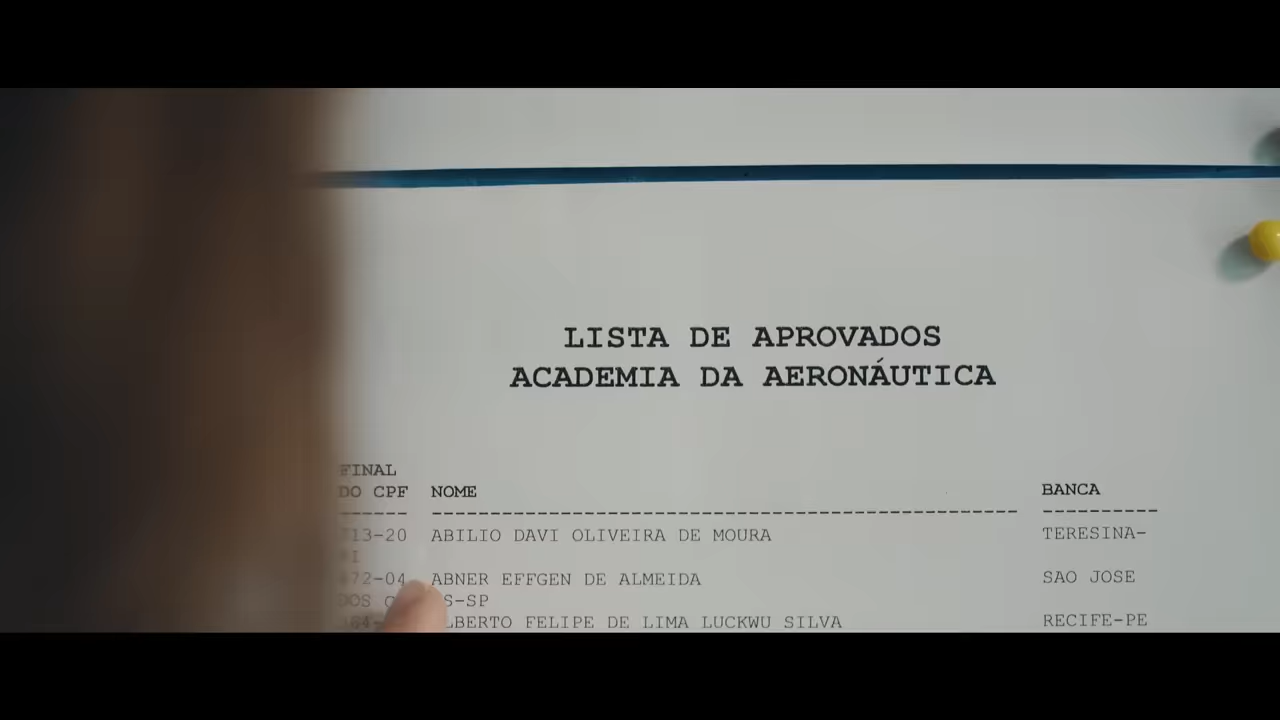 LISTA DE APROVADOS
ACADEMIA DA AERONÁUTICA
FINAL
DO CPF NOME BANCA
13-20 ABILIO DAVI OLIVEIRA DE MOURA TERESINA-
72-04 ABNER EFFGEN DE ALMEIDA SAO JOSE
DOS S-SP
LBERTO FELIPE DE LIMA LUCKWU SILVA RECIFE-PE